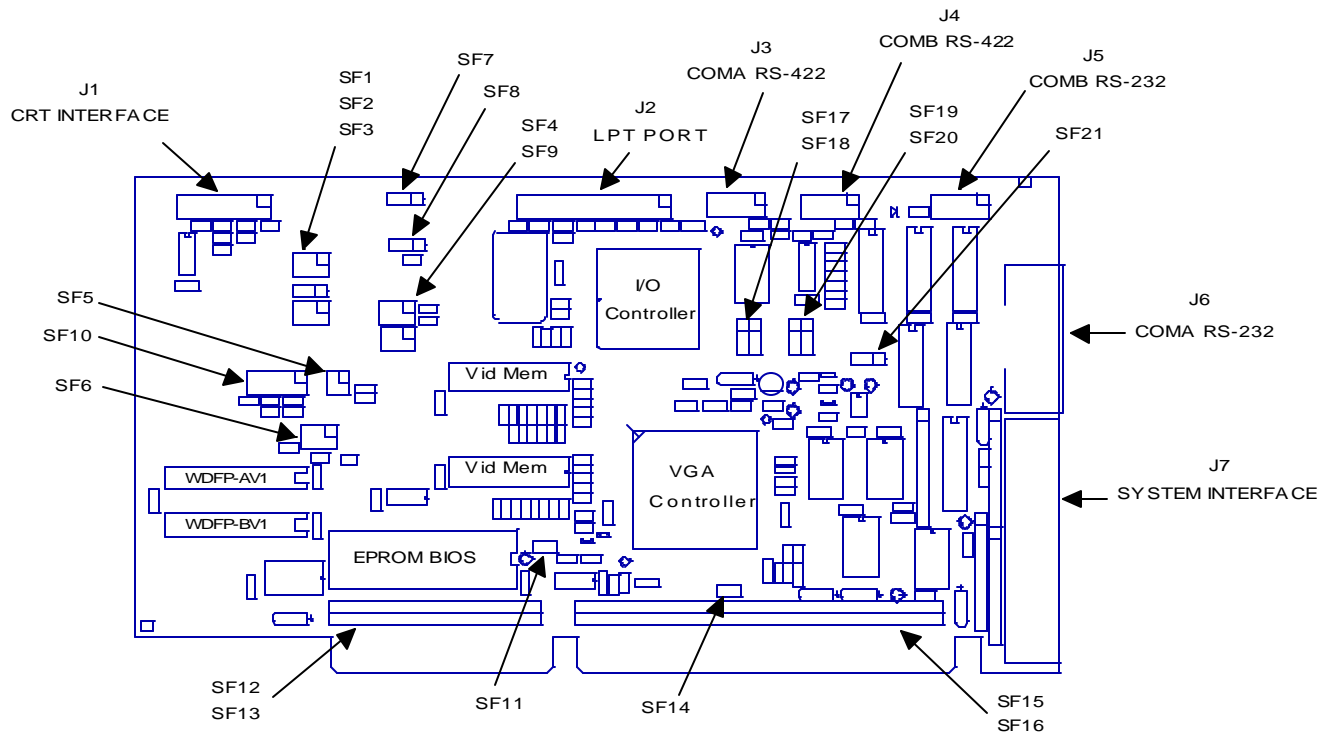 J4
COMB RS-422
J3
COMA RS-422
J5
COMB RS-232
SF7
SF1
SF2
SF3
J1
CRT INTERFACE
SF8
J2
LPT PORT
SF4
SF9
SF17
SF18
SF19
SF20
SF21
I/O
Controller
SF5
SF10
SF6
J6
COMA RS-232
Vid Mem
Vid Mem
VGA
Controller
WDFP-AV1
WDFP-BV1
J7
SYSTEM INTERFACE
EPROM BIOS
SF12
SF13
SF11
SF14
SF15
SF16